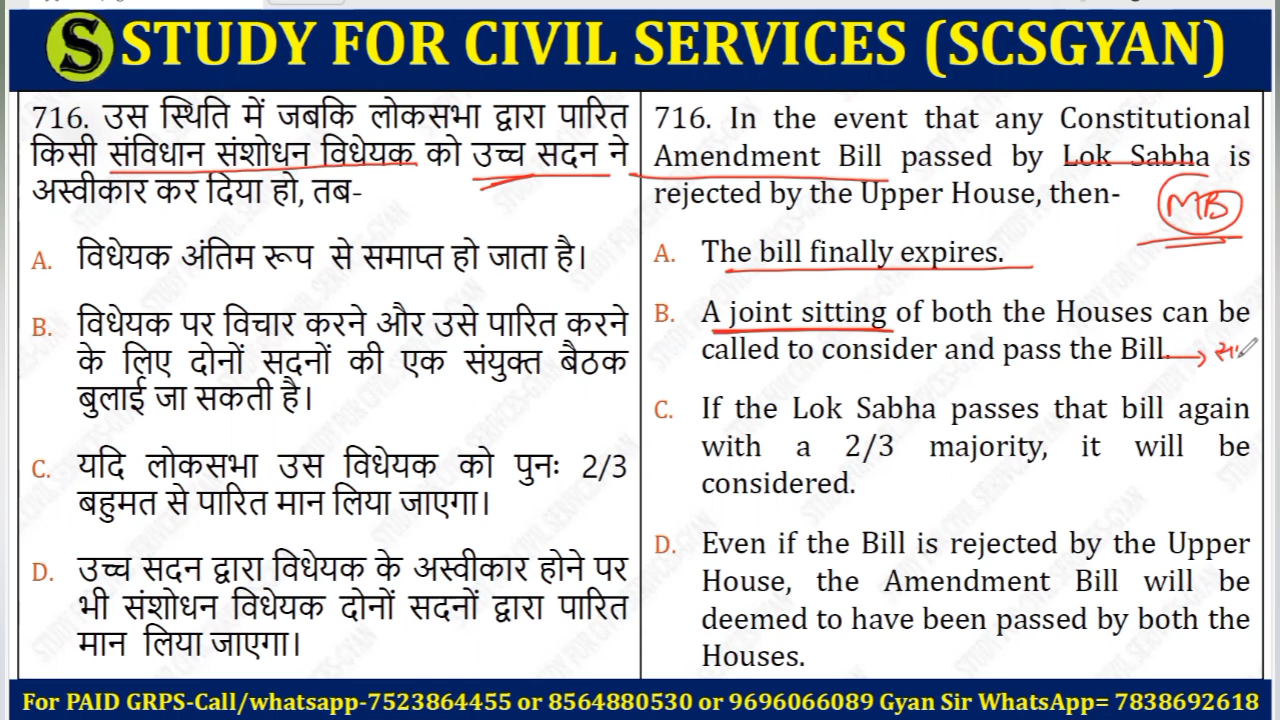 S STUDY FOR CIVIL SERVICES (SCSGYAN)
716. उस स्थिति में जबकि लोकसभा द्वारा पारित
किसी संविधान संशोधन विधेयक को उच्च सदन ने
अस्वीकार कर दिया हो, तब-
A. विधेयक अंतिम रूप से समाप्त हो जाता है।
B. विधेयक पर विचार करने और उसे पारित करने
के लिए दोनों सदनों की एक संयुक्त बैठक
बुलाई जा सकती है।
C. यदि लोकसभा उस विधेयक को पुनः 2/3
बहुमत से पारित मान लिया जाएगा।
D. उच्च सदन द्वारा विधेयक के अस्वीकार होने पर
भी संशोधन विधेयक दोनों सदनों द्वारा पारित
मान लिया जाएगा।
716. In the event that any Constitutional
Amendment Bill passed by Lok Sabha is
rejected by the Upper House, then-
MB
A. The bill finally expires.
B. A joint sitting of both the Houses can be
called to consider and pass the Bill.
C. If the Lok Sabha passes that bill again
with a 2/3 majority, it will be
considered.
D. Even if the Bill is rejected by the Upper
House, the Amendment Bill will be
deemed to have been passed by both the
Houses.
For PAID GRPS-Call/whatsapp-7523864455 or 8564880530 or 9696066089 Gyan Sir WhatsApp= 7838692618